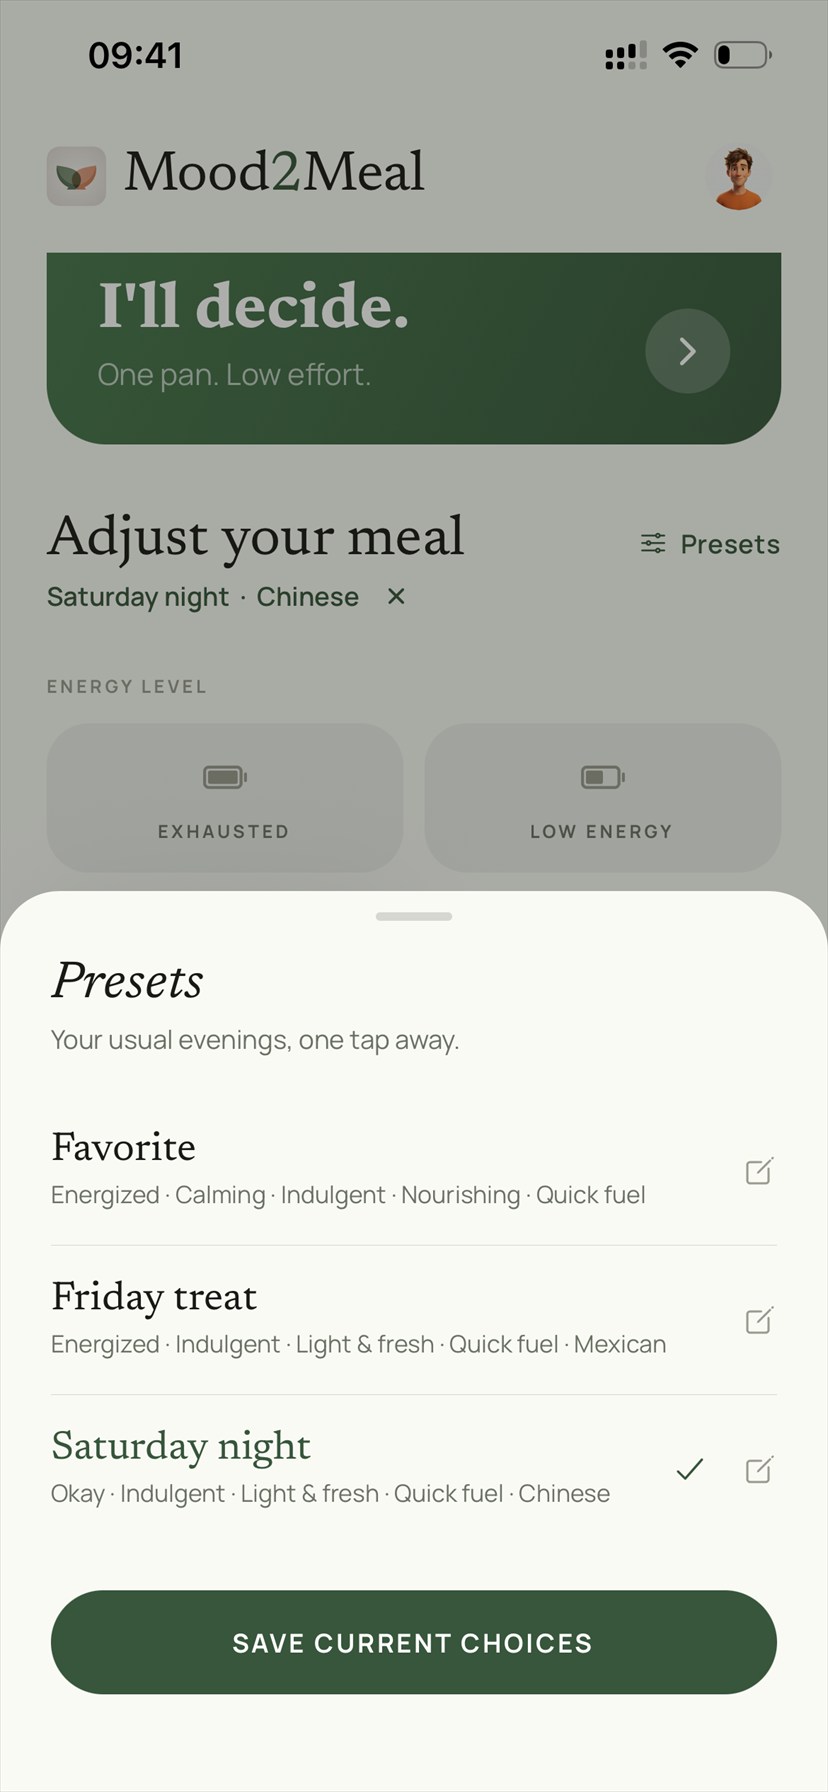 09:41
Mood2Meal
I'll decide.
One pan. Low effort.
Adjust your meal
Presets
Saturday night · Chinese ✕
ENERGY LEVEL
EXHAUSTED
LOW ENERGY
Presets
Your usual evenings, one tap away.
Favorite
Energized · Calming · Indulgent · Nourishing · Quick fuel
Friday treat
Energized · Indulgent · Light & fresh · Quick fuel · Mexican
Saturday night
Okay · Indulgent · Light & fresh · Quick fuel · Chinese
SAVE CURRENT CHOICES